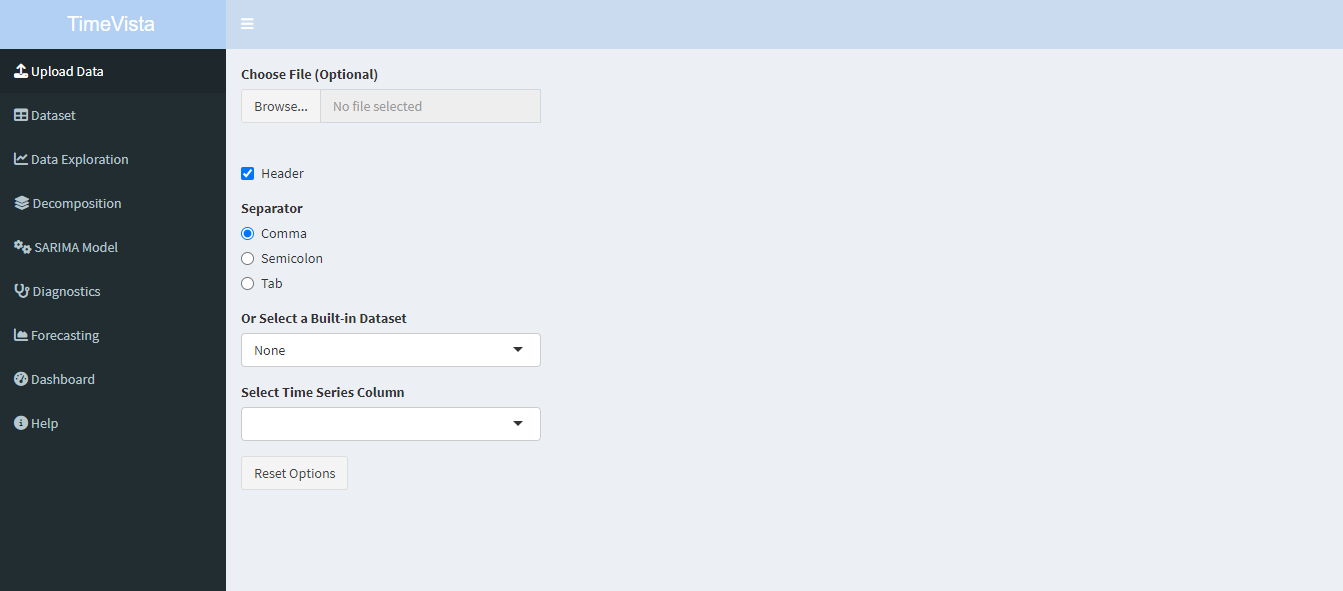 TimeVista
Upload Data
Dataset
Data Exploration
Decomposition
SARIMA Model
Diagnostics
Forecasting
Dashboard
Help
Choose File (Optional)
Browse... No file selected
Header
Separator
Comma
Semicolon
Tab
Or Select a Built-in Dataset
None
Select Time Series Column
Reset Options